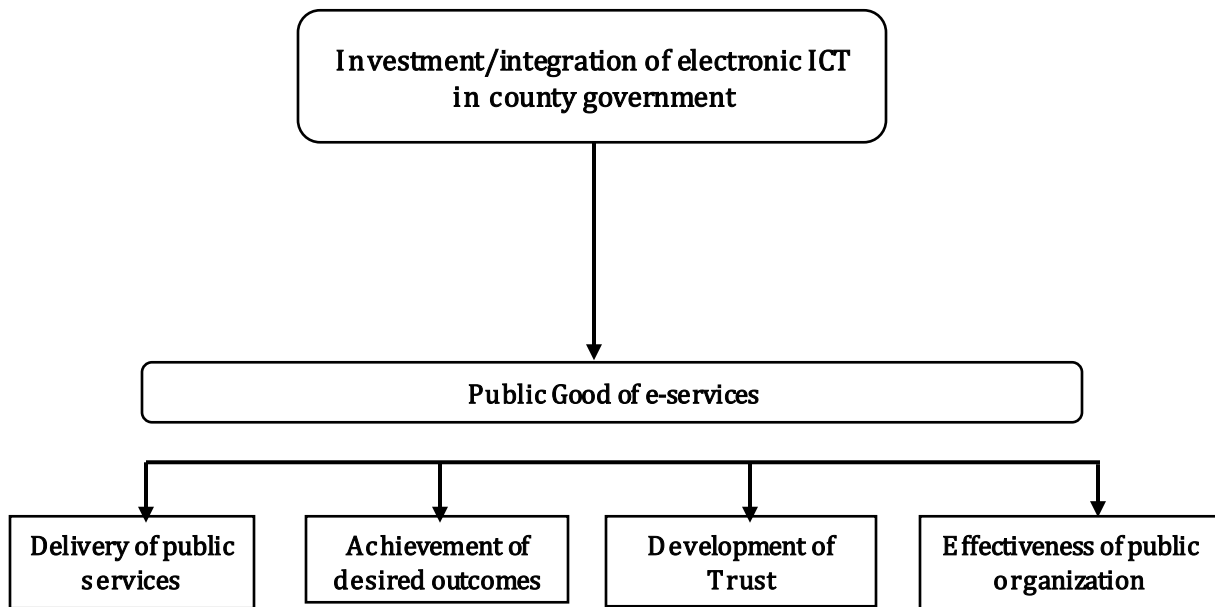 Investment/integration of electronic ICT
in county government
Public Good of e-services
Delivery of public
services
Achievement of
desired outcomes
Development of
Trust
Effectiveness of public
organization